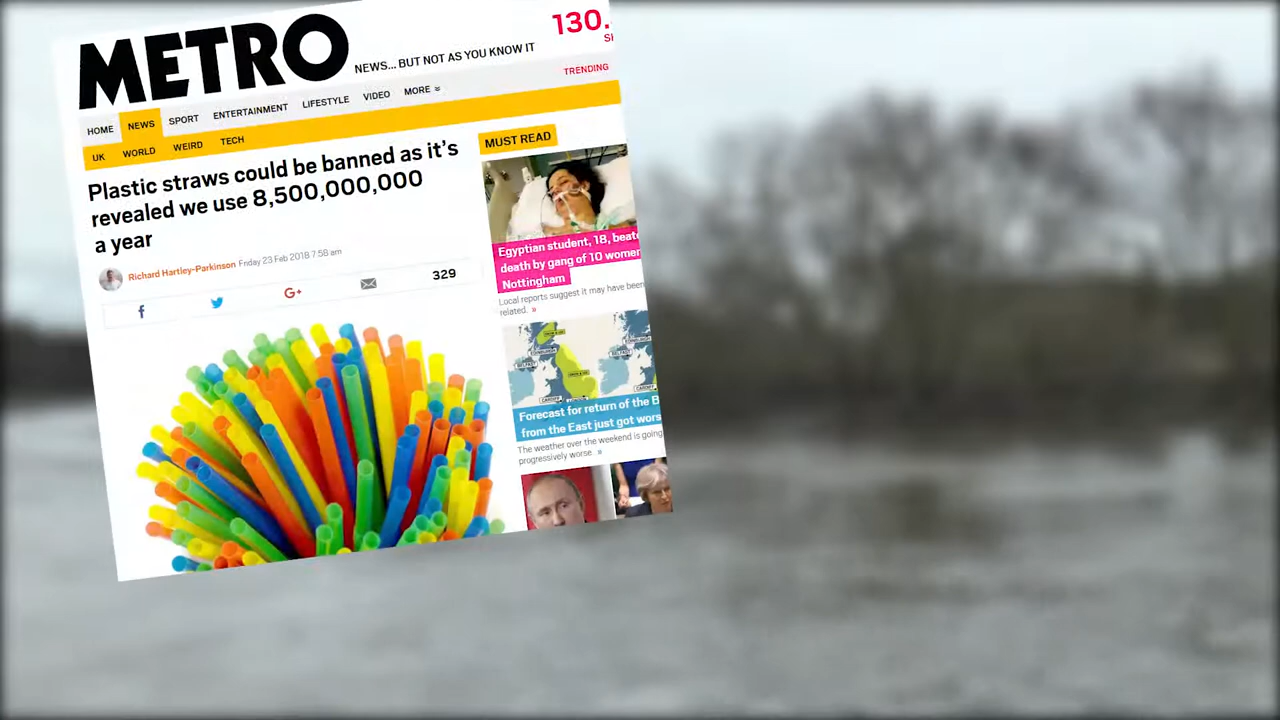 METRO
NEWS... BUT NOT AS YOU KNOW IT
130.
TRENDING
HOME NEWS SPORT ENTERTAINMENT LIFESTYLE VIDEO MORE
UK WORLD WEIRD TECH
Plastic straws could be banned as it's
revealed we use 8,500,000,000
a year
Richard Hartley-Parkinson Friday 23 Feb 2018 7:58 am
329
MUST READ
Egyptian student, 18, beate
death by gang of 10 women
Nottingham
Local reports suggest it may have been
related. »
Forecast for return of the B
from the East just got wors
The weather over the weekend is going
progressively worse »